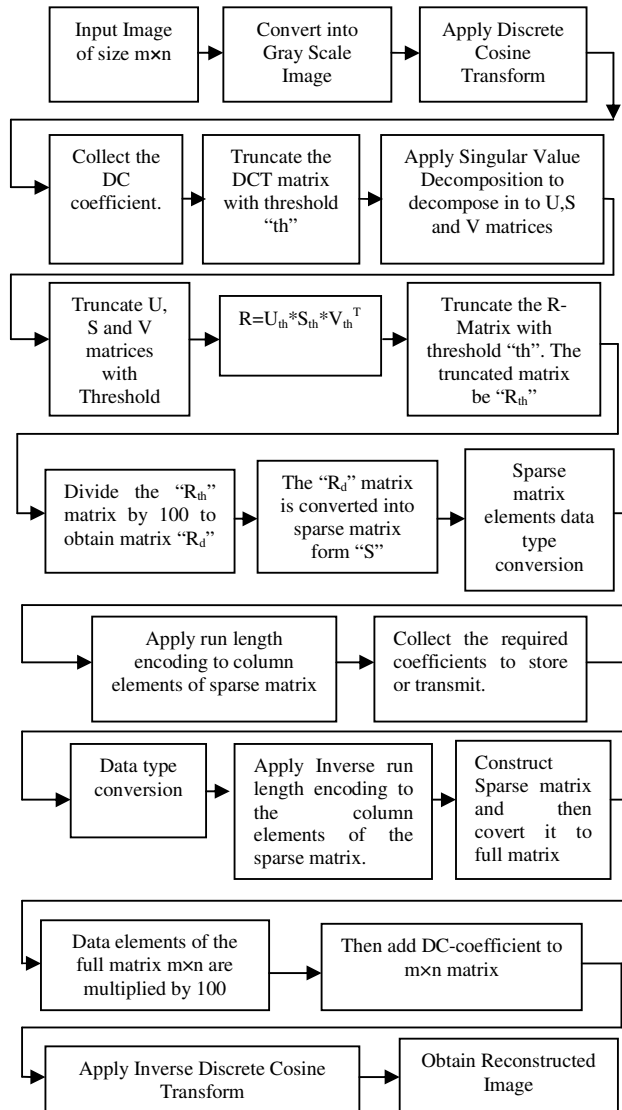 Input Image
of size m×n
Convert into
Gray Scale
Image
Apply Discrete
Cosine
Transform
Collect the
DC
coefficient.
Truncate the
DCT matrix
with threshold
“th”
Apply Singular Value
Decomposition to
decompose in to U,S
and V matrices
Truncate U,
S and V
matrices
with
Threshold
R=Uth*Sth*VthT
Truncate the R-
Matrix with
threshold “th”. The
truncated matrix
be “Rth”
Divide the “Rth”
matrix by 100 to
obtain matrix “Rd”
The “Rd” matrix
is converted into
sparse matrix
form “S”
Sparse
matrix
elements data
type
conversion
Apply run length
encoding to column
elements of sparse matrix
Collect the required
coefficients to store
or transmit.
Data type
conversion
Apply Inverse run
length encoding to
the column
elements of the
sparse matrix.
Construct
Sparse matrix
and then
covert it to
full matrix
Data elements of the
full matrix m×n are
multiplied by 100
Then add DC-coefficient to
m×n matrix
Apply Inverse Discrete Cosine
Transform
Obtain Reconstructed
Image